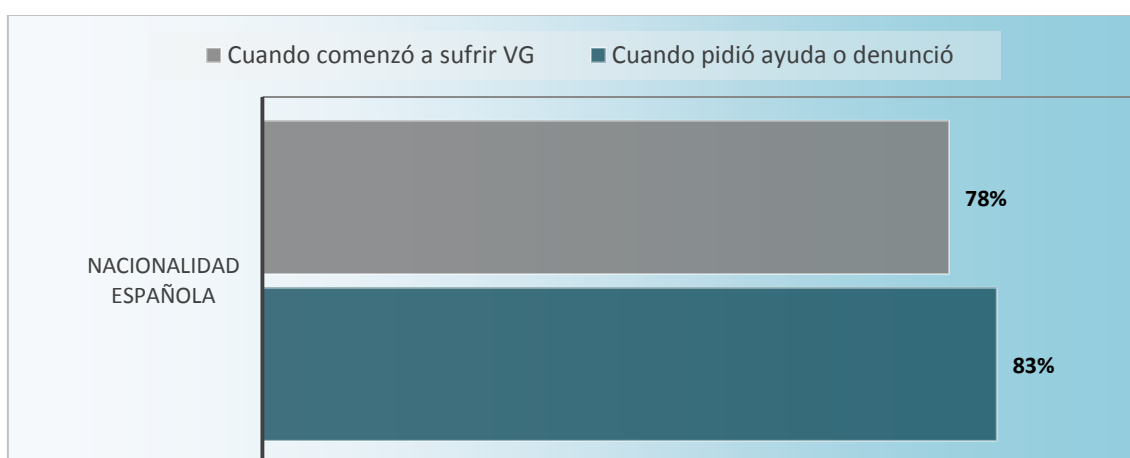 Cuando comenzó a sufrir VG Cuando pidió ayuda o denunció
78%
NACIONALIDAD
ESPAÑOLA
83%